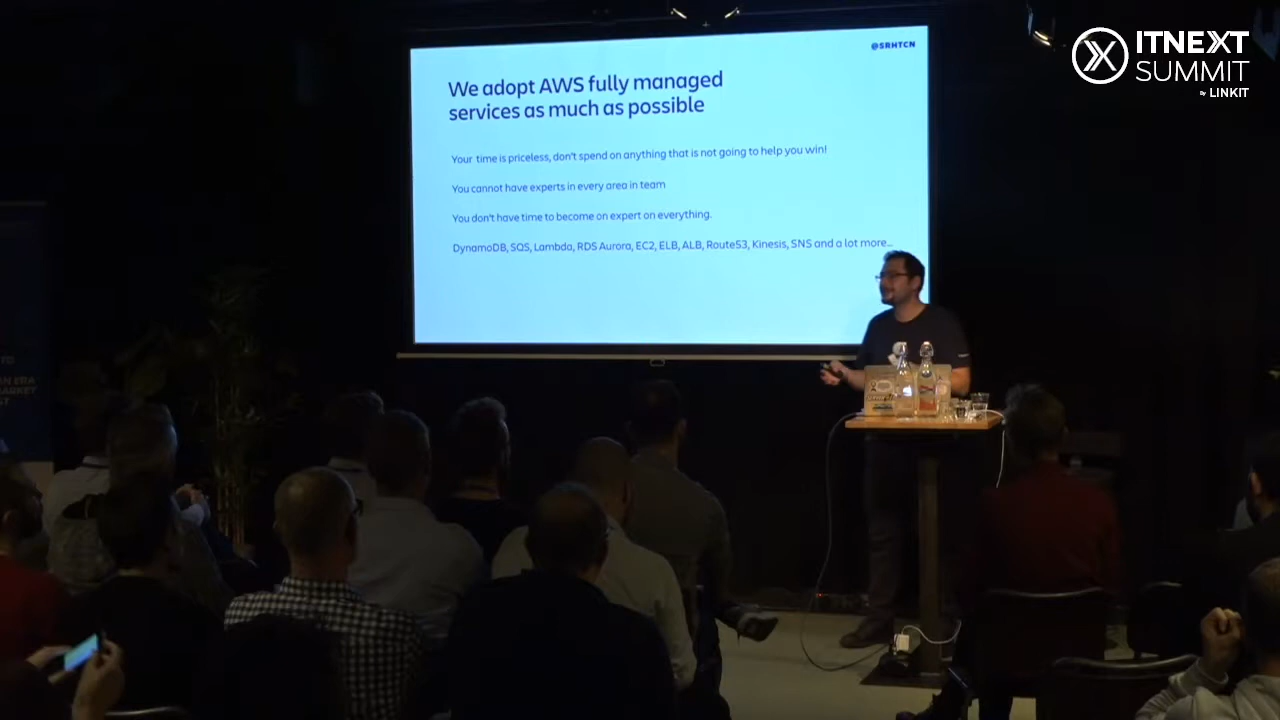 @SRHTCN
ITNEXT
SUMMIT
By LINKIT
We adopt AWS fully managed
services as much as possible
Your time is priceless, don't spend on anything that is not going to help you win!
You cannot have experts in every area in team
You don't have time to become on expert on everything.
DynamoDB, SQS, Lambda, RDS Aurora, EC2, ELB, ALB, Route53, Kinesis, SNS and a lot more...